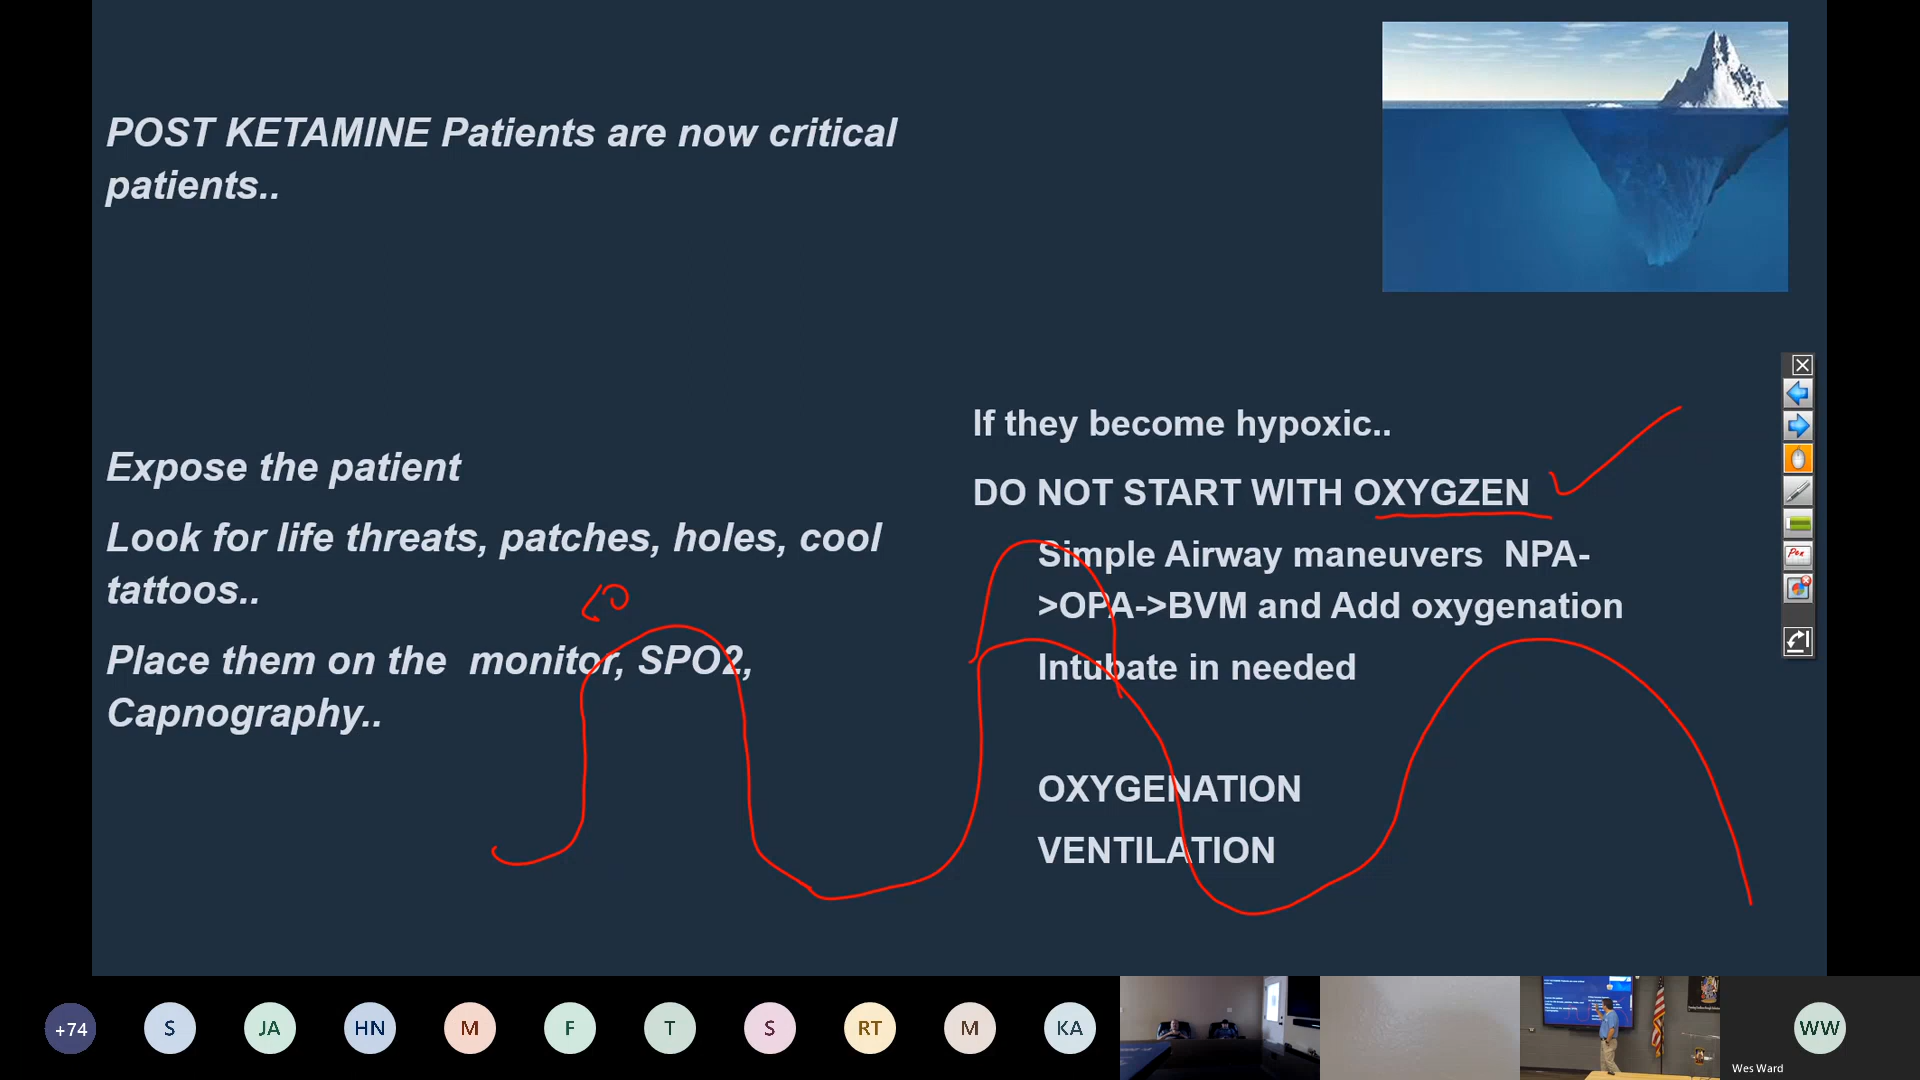 POST KETAMINE Patients are now critical
patients..
Expose the patient
Look for life threats, patches, holes, cool
tattoos..
Place them on the  monitor, SPO2,
Capnography..
If they become hypoxic..
DO NOT START WITH OXYGZEN
Simple Airway maneuvers  NPA-
>OPA->BVM and Add oxygenation
Intubate in needed
OXYGENATION
VENTILATION
Pen
+74
S
JA
HN
M
F
T
S
RT
M
KA
WW
Wes Ward